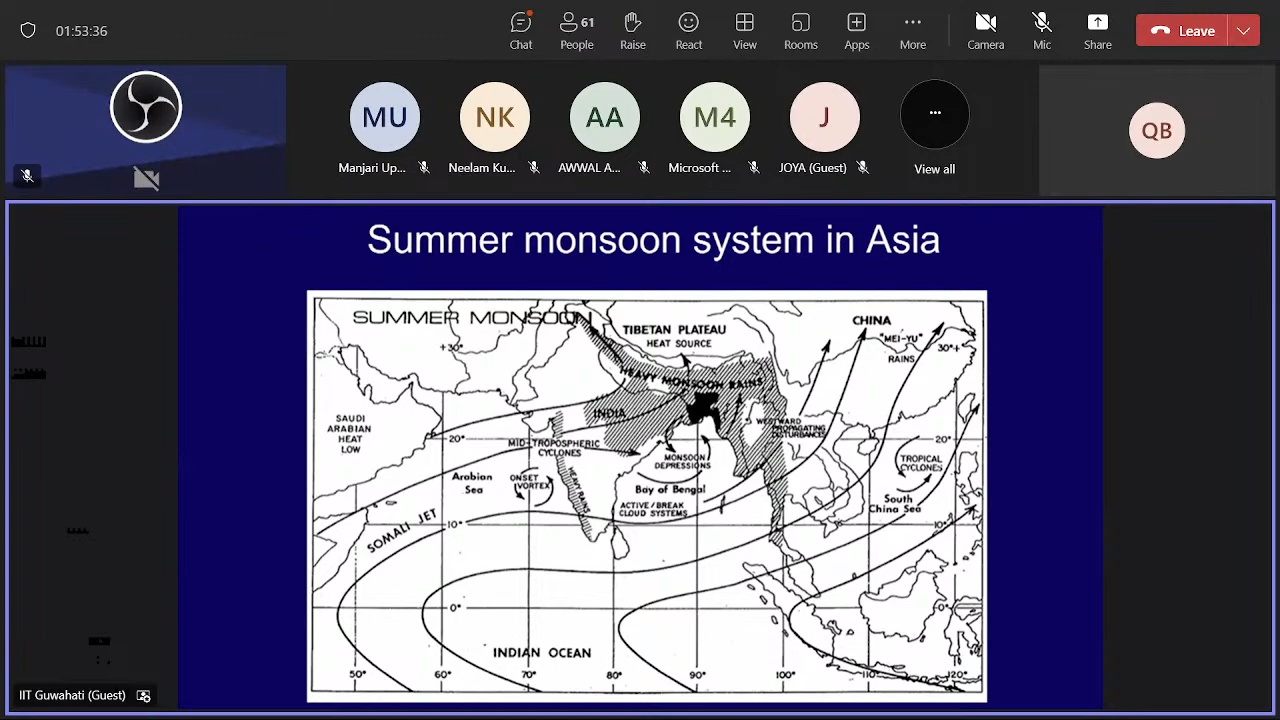 01:53:36
Chat
People
61
Raise
React
View
Rooms
Apps
More
Camera
Mic
Share
Leave
MU
NK
AA
M4
J
...
QB
Manjari Up...
Neelam Ku...
AWWAL A...
Microsoft ...
JOYA (Guest)
View all
Summer monsoon system in Asia
SUMMER MONSOON
TIBETAN PLATEAU
HEAT SOURCE
CHINA
"MEI-YU"
RAINS
+30°
30°+
HEAVY MONSOON RAINS
INDIA
SAUDI
ARABIAN
HEAT
LOW
WESTWARD
PROPAGATING
DISTURBANCES
20°
20°
MID-TROPOSPHERIC
CYCLONES
MONSOON
DEPRESSIONS
TROPICAL
CYCLONES
Arabian
Sea
ONSET
VORTEX
HEAVY RAINS
Bay of Bengal
ACTIVE/BREAK
CLOUD SYSTEMS
South
China Sea
SOMALI JET
10°
10°
0°
0°
INDIAN OCEAN
50°
60°
70°
80°
90°
100°
110°
120°
IIT Guwahati (Guest)